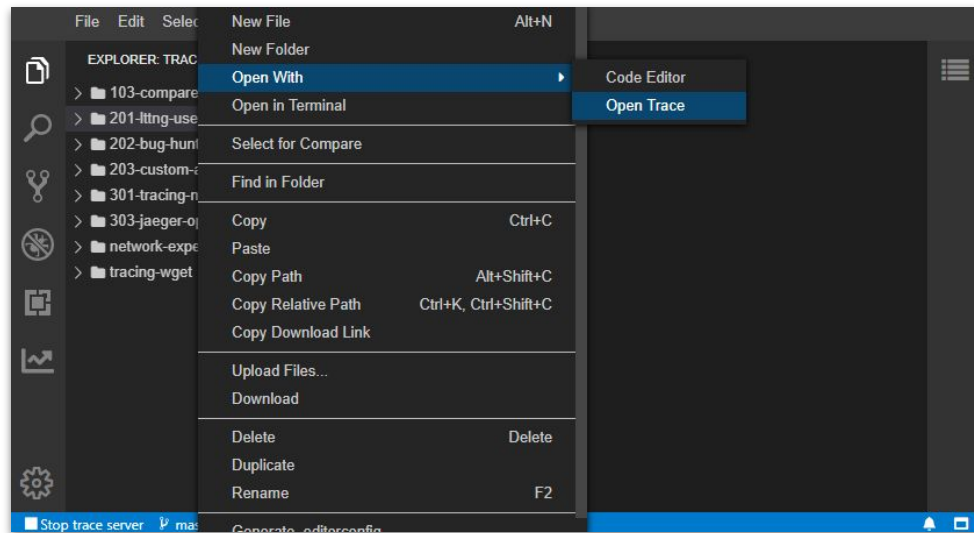 File Edit Selec
EXPLORER: TRAC
103-compare
201-lttng-use
202-bug-hunt
203-custom-a
301-tracing-n
303-jaeger-o
network-expe
tracing-wget
New File Alt+N
New Folder
Open With
Open in Terminal
Select for Compare
Find in Folder
Copy Ctrl+C
Paste
Copy Path Alt+Shift+C
Copy Relative Path Ctrl+K, Ctrl+Shift+C
Copy Download Link
Upload Files...
Download
Delete Delete
Duplicate
Rename F2
Generate .editorconfig
Code Editor
Open Trace
Stop trace server mas